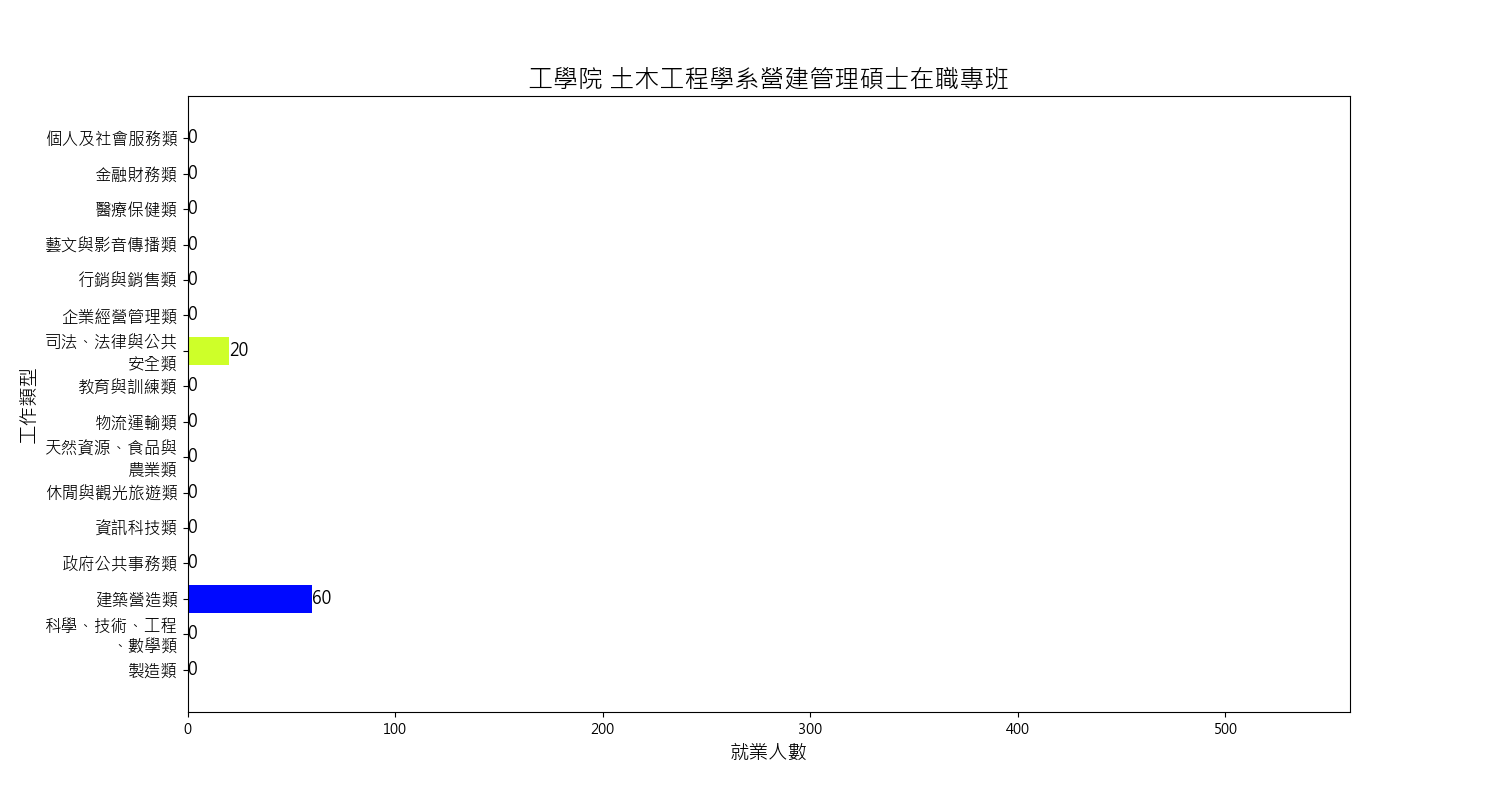 工學院 土木工程學系營建管理碩士在職專班
個人及社會服務類 0
金融財務類 0
醫療保健類 0
藝文與影音傳播類 0
行銷與銷售類 0
企業經營管理類 0
司法、法律與公共
安全類 20
教育與訓練類 0
物流運輸類 0
天然資源、食品與
農業類 0
休閒與觀光旅遊類 0
資訊科技類 0
政府公共事務類 0
建築營造類 60
科學、技術、工程
、數學類 0
製造類 0
工作類型
0 100 200 300 400 500
就業人數